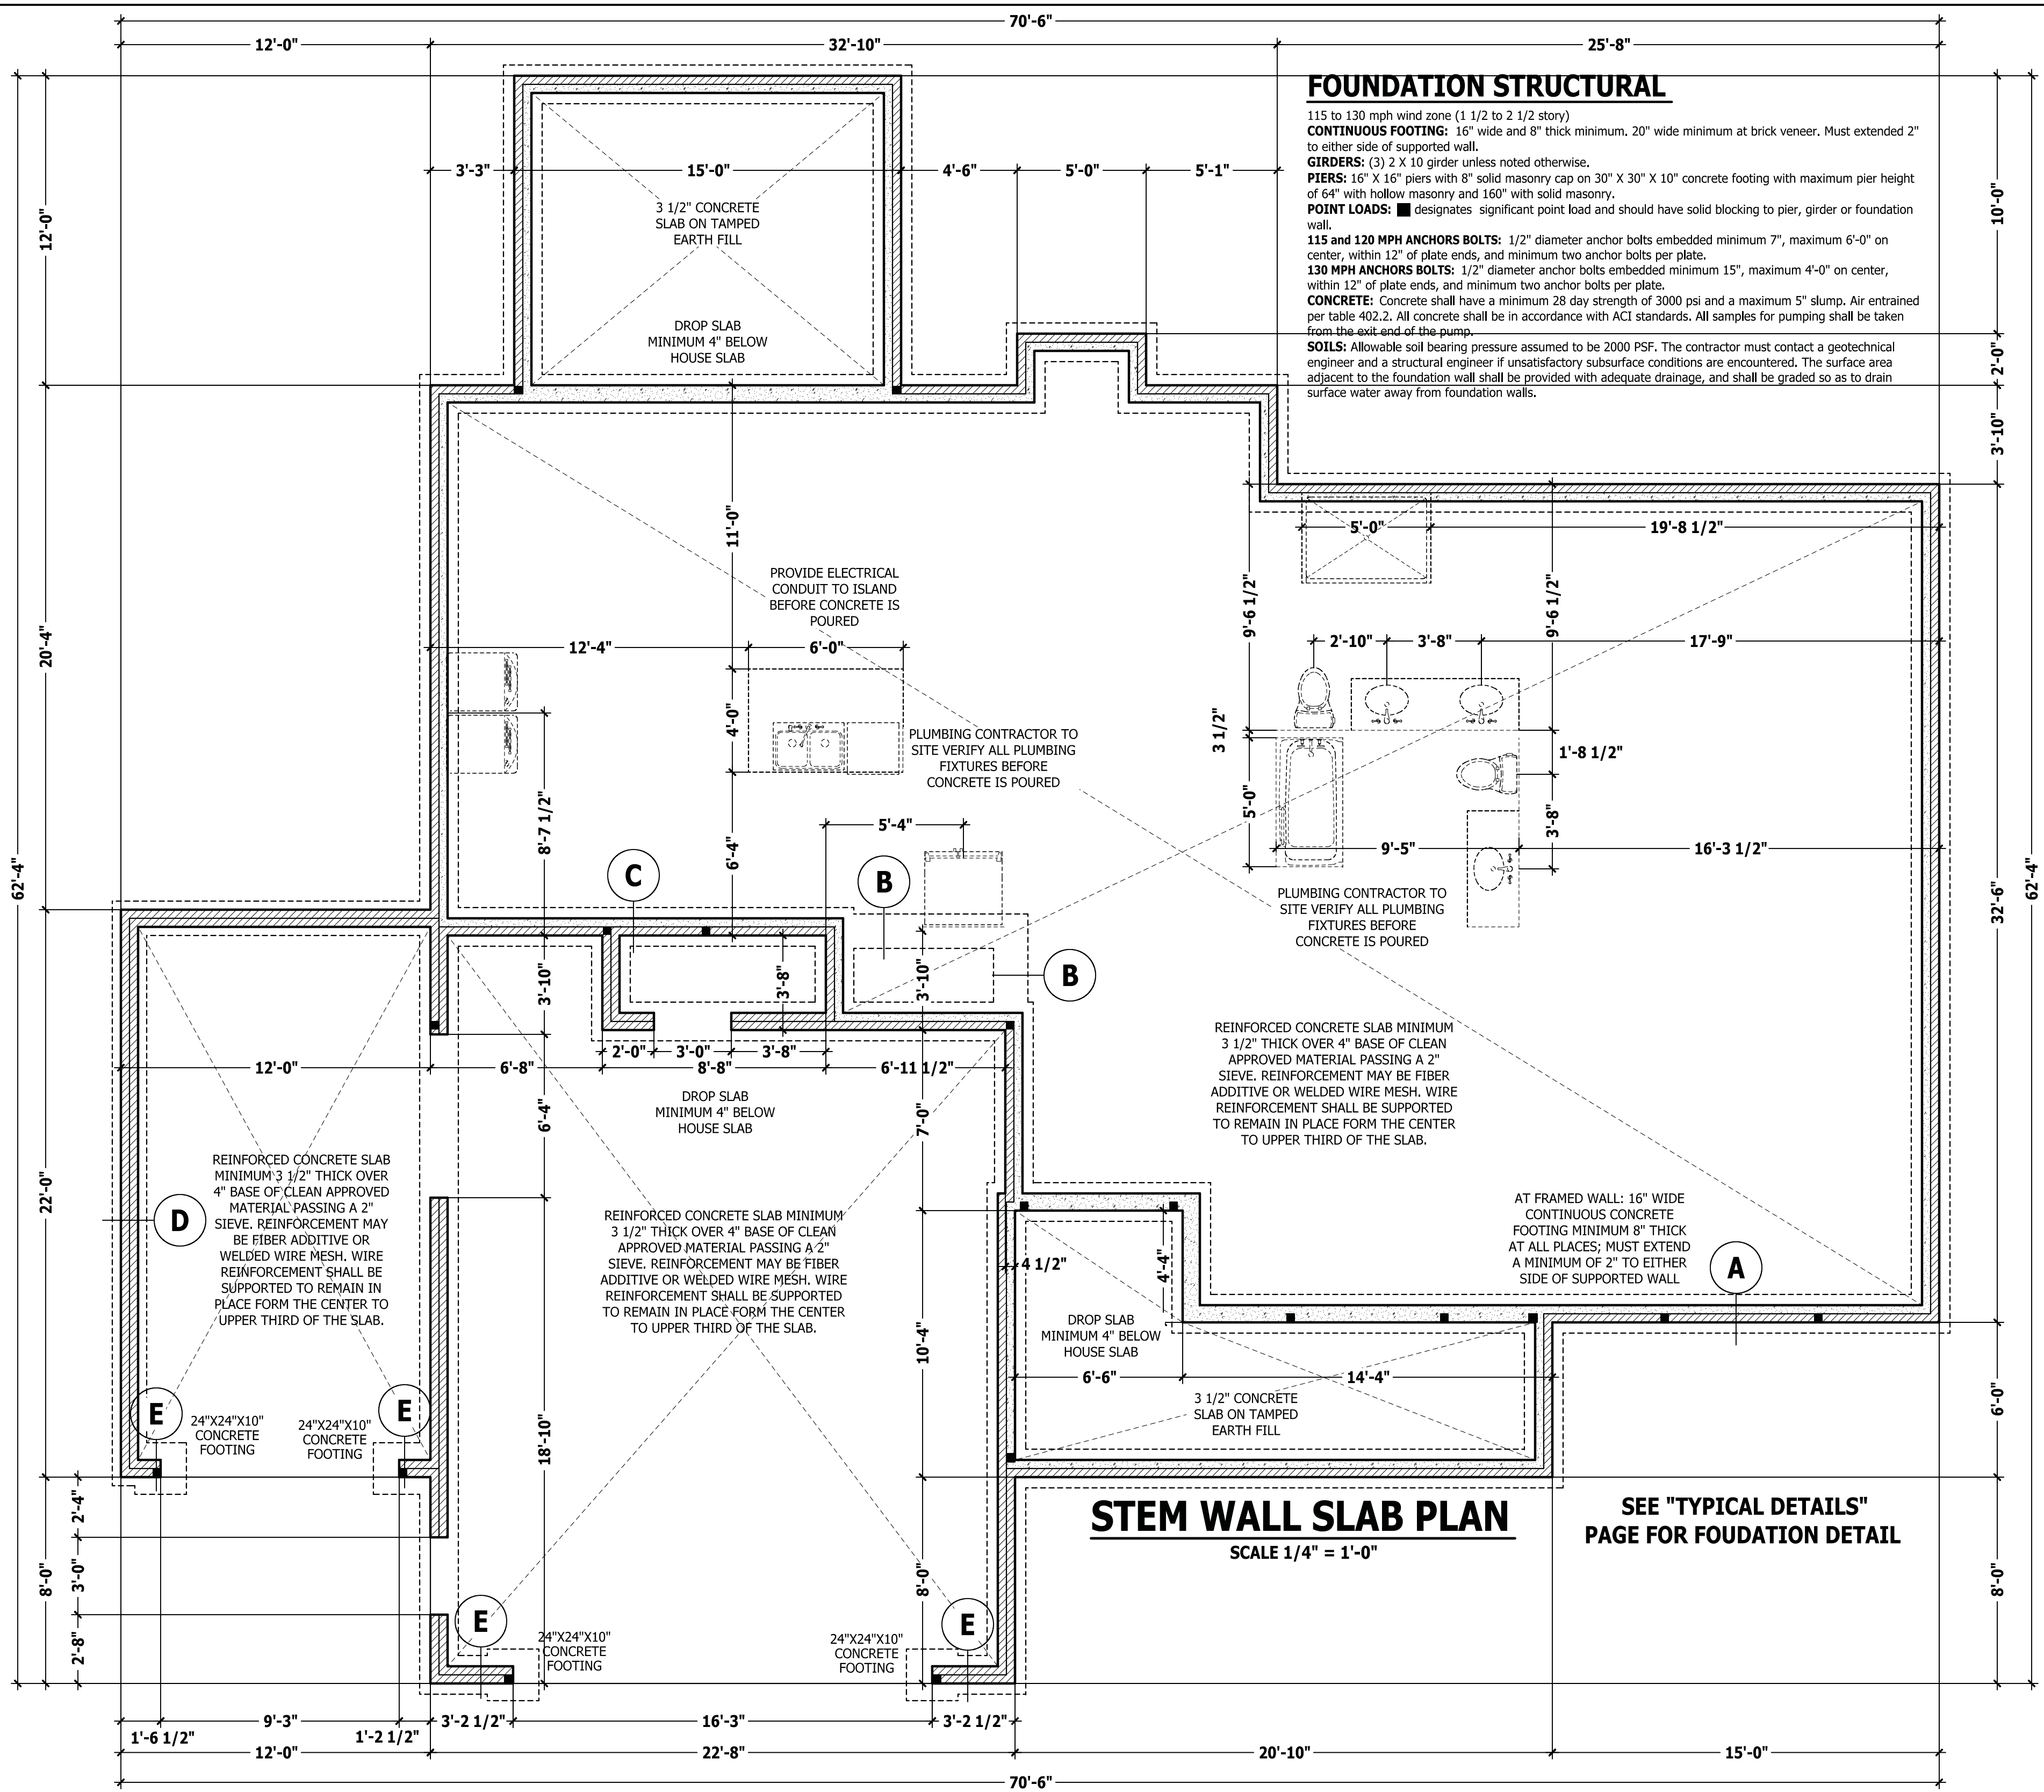 70'-6"
12'-0"
32'-10"
25'-8"
FOUNDATION STRUCTURAL
115 to 130 mph wind zone (1 1/2 to 2 1/2 story)
CONTINUOUS FOOTING: 16" wide and 8" thick minimum. 20" wide minimum at brick veneer. Must extended 2"
to either side of supported wall.
GIRDERS: (3) 2 X 10 girder unless noted otherwise.
PIERS: 16" X 16" piers with 8" solid masonry cap on 30" X 30" X 10" concrete footing with maximum pier height
of 64" with hollow masonry and 160" with solid masonry.
POINT LOADS: ■ designates significant point load and should have solid blocking to pier, girder or foundation
wall.
115 and 120 MPH ANCHORS BOLTS: 1/2" diameter anchor bolts embedded minimum 7", maximum 6'-0" on
center, within 12" of plate ends, and minimum two anchor bolts per plate.
130 MPH ANCHORS BOLTS: 1/2" diameter anchor bolts embedded minimum 15", maximum 4'-0" on center,
within 12" of plate ends, and minimum two anchor bolts per plate.
CONCRETE: Concrete shall have a minimum 28 day strength of 3000 psi and a maximum 5" slump. Air entrained
per table 402.2. All concrete shall be in accordance with ACI standards. All samples for pumping shall be taken
from the exit end of the pump.
SOILS: Allowable soil bearing pressure assumed to be 2000 PSF. The contractor must contact a geotechnical
engineer and a structural engineer if unsatisfactory subsurface conditions are encountered. The surface area
adjacent to the foundation wall shall be provided with adequate drainage, and shall be graded so as to drain
surface water away from foundation walls.
3'-3"
15'-0"
4'-6"
5'-0"
5'-1"
3 1/2" CONCRETE
SLAB ON TAMPED
EARTH FILL
12'-0"
10'-0"
DROP SLAB
MINIMUM 4" BELOW
HOUSE SLAB
2'-0"
3'-10"
11'-0"
5'-0"
19'-8 1/2"
PROVIDE ELECTRICAL
CONDUIT TO ISLAND
BEFORE CONCRETE IS
POURED
9'-6 1/2"
9'-6 1/2"
20'-4"
12'-4"
6'-0"
2'-10"
3'-8"
17'-9"
4'-0"
3 1/2"
PLUMBING CONTRACTOR TO
SITE VERIFY ALL PLUMBING
FIXTURES BEFORE
CONCRETE IS POURED
1'-8 1/2"
8'-7 1/2"
5'-0"
3'-8"
5'-4"
6'-4"
9'-5"
16'-3 1/2"
62'-4"
62'-4"
C
B
PLUMBING CONTRACTOR TO
SITE VERIFY ALL PLUMBING
FIXTURES BEFORE
CONCRETE IS POURED
32'-6"
B
3'-10"
3'-8"
3'-10"
2'-0"
3'-0"
3'-8"
12'-0"
6'-8"
8'-8"
6'-11 1/2"
DROP SLAB
MINIMUM 4" BELOW
HOUSE SLAB
6'-4"
7'-0"
REINFORCED CONCRETE SLAB MINIMUM
3 1/2" THICK OVER 4" BASE OF CLEAN
APPROVED MATERIAL PASSING A 2"
SIEVE. REINFORCEMENT MAY BE FIBER
ADDITIVE OR WELDED WIRE MESH. WIRE
REINFORCEMENT SHALL BE SUPPORTED
TO REMAIN IN PLACE FORM THE CENTER
TO UPPER THIRD OF THE SLAB.
22'-0"
REINFORCED CONCRETE SLAB
MINIMUM 3 1/2" THICK OVER
4" BASE OF CLEAN APPROVED
MATERIAL PASSING A 2"
SIEVE. REINFORCEMENT MAY
BE FIBER ADDITIVE OR
WELDED WIRE MESH. WIRE
REINFORCEMENT SHALL BE
SUPPORTED TO REMAIN IN
PLACE FORM THE CENTER TO
UPPER THIRD OF THE SLAB.
D
REINFORCED CONCRETE SLAB MINIMUM
3 1/2" THICK OVER 4" BASE OF CLEAN
APPROVED MATERIAL PASSING A 2"
SIEVE. REINFORCEMENT MAY BE FIBER
ADDITIVE OR WELDED WIRE MESH. WIRE
REINFORCEMENT SHALL BE SUPPORTED
TO REMAIN IN PLACE FORM THE CENTER
TO UPPER THIRD OF THE SLAB.
AT FRAMED WALL: 16" WIDE
CONTINUOUS CONCRETE
FOOTING MINIMUM 8" THICK
AT ALL PLACES; MUST EXTEND
A MINIMUM OF 2" TO EITHER
SIDE OF SUPPORTED WALL
A
4 1/2"
4'-4"
10'-4"
DROP SLAB
MINIMUM 4" BELOW
HOUSE SLAB
6'-6"
14'-4"
3 1/2" CONCRETE
SLAB ON TAMPED
EARTH FILL
6'-0"
E
24"X24"X10"
CONCRETE
FOOTING
24"X24"X10"
CONCRETE
FOOTING
E
18'-10"
STEM WALL SLAB PLAN
SCALE 1/4" = 1'-0"
SEE "TYPICAL DETAILS"
PAGE FOR FOUDATION DETAIL
2'-4"
3'-0"
2'-8"
8'-0"
8'-0"
8'-0"
E
24"X24"X10"
CONCRETE
FOOTING
24"X24"X10"
CONCRETE
FOOTING
E
1'-6 1/2"
9'-3"
1'-2 1/2"
3'-2 1/2"
16'-3"
3'-2 1/2"
12'-0"
22'-8"
20'-10"
15'-0"
70'-6"